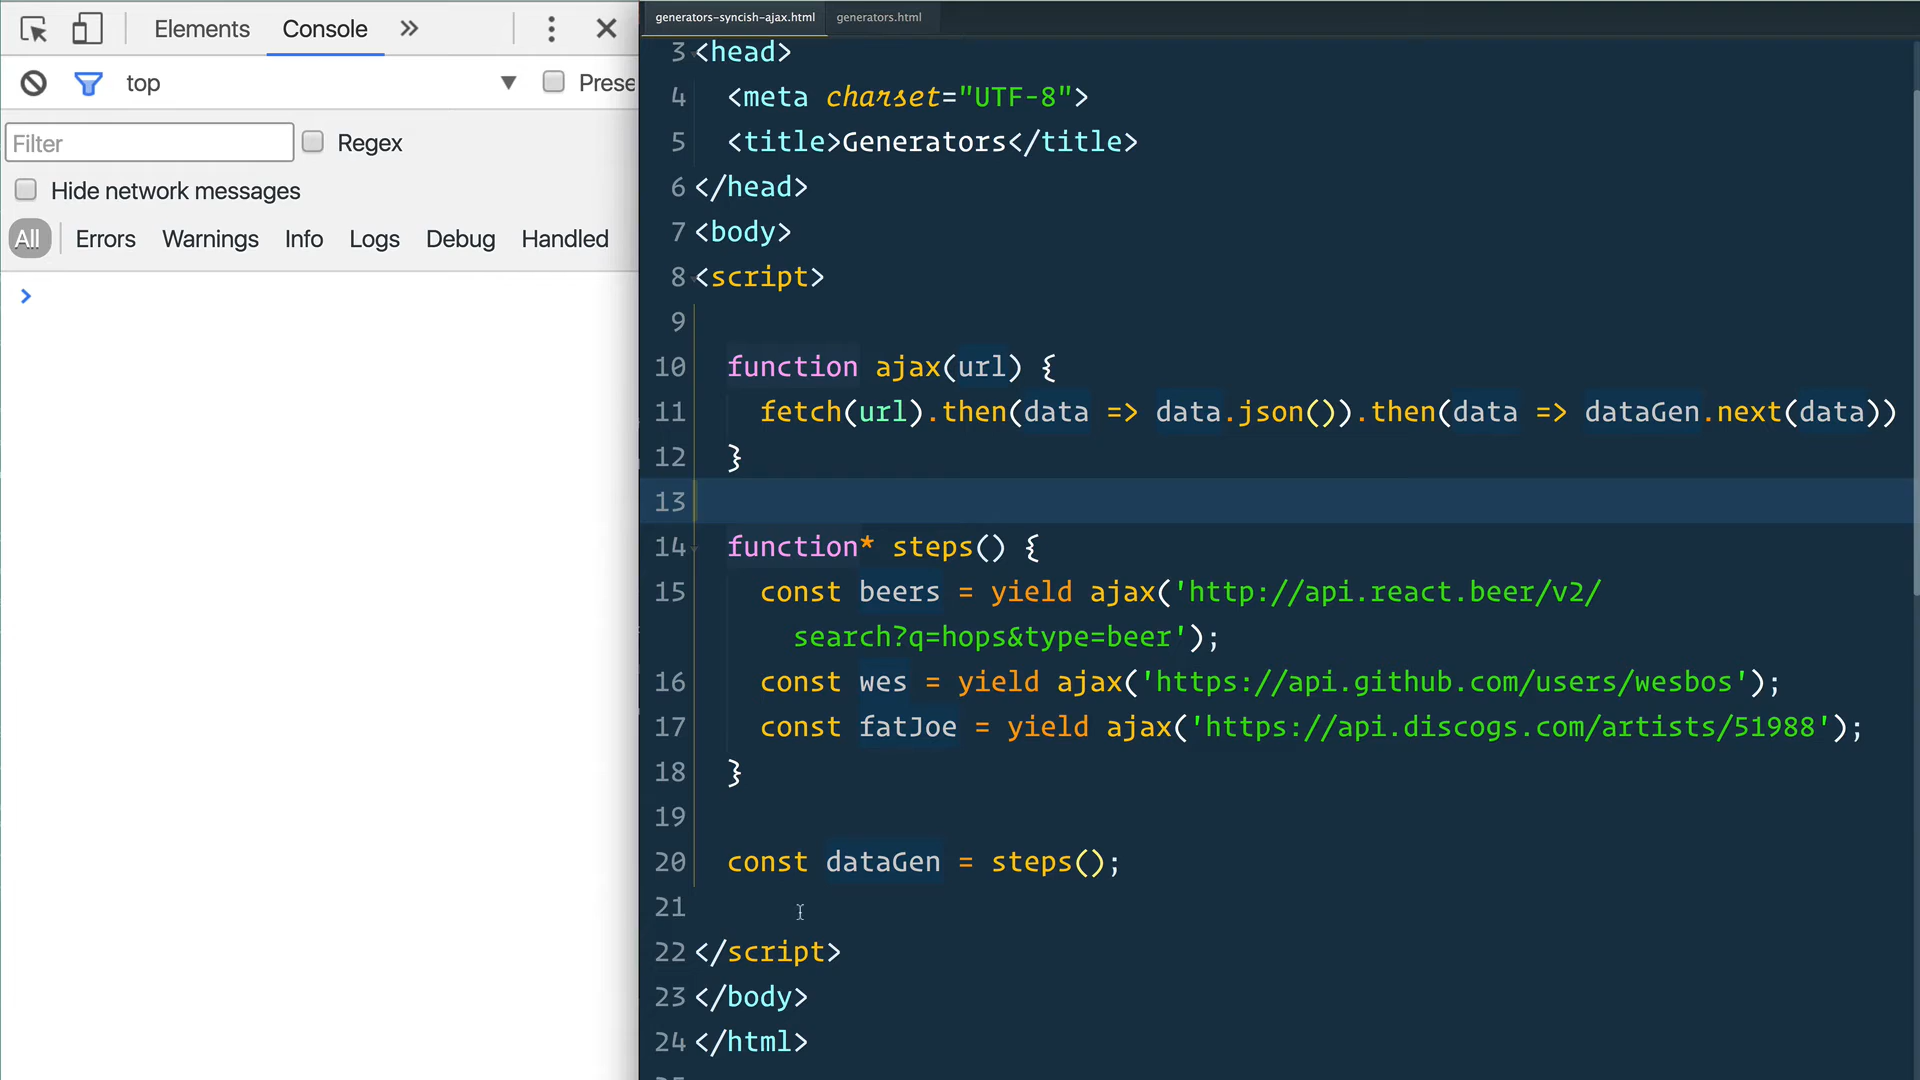 Elements Console »
top Prese
Filter Regex
Hide network messages
All Errors Warnings Info Logs Debug Handled
>
generators-syncish-ajax.html generators.html
3 <head>
4 <meta charset="UTF-8">
5 <title>Generators</title>
6 </head>
7 <body>
8 <script>
9
10 function ajax(url) {
11 fetch(url).then(data => data.json()).then(data => dataGen.next(data))
12 }
13
14 function* steps() {
15 const beers = yield ajax('http://api.react.beer/v2/
search?q=hops&type=beer');
16 const wes = yield ajax('https://api.github.com/users/wesbos');
17 const fatJoe = yield ajax('https://api.discogs.com/artists/51988');
18 }
19
20 const dataGen = steps();
21
22 </script>
23 </body>
24 </html>